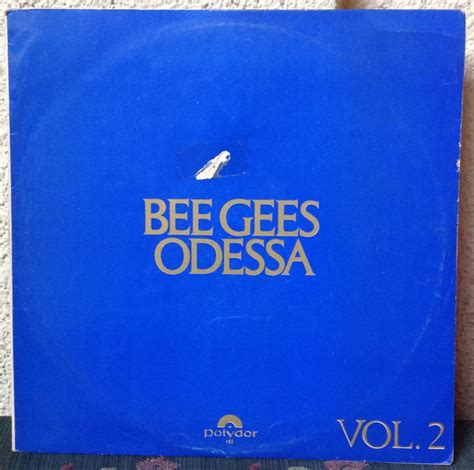 BEE GEES
ODESSA
polydor
VOL. 2